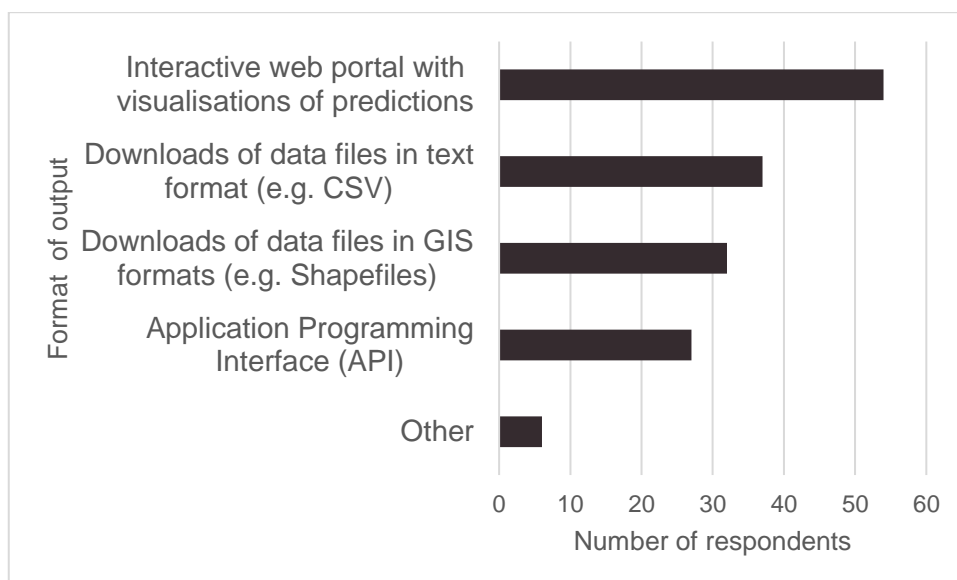 Format of output
Interactive web portal with
visualisations of predictions
Downloads of data files in text
format (e.g. CSV)
Downloads of data files in GIS
formats (e.g. Shapefiles)
Application Programming
Interface (API)
Other
0 10 20 30 40 50 60
Number of respondents